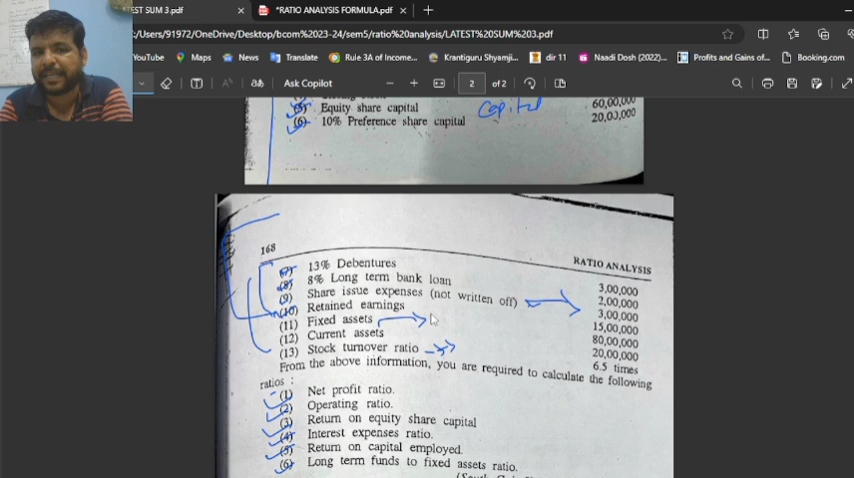 TEST SUM 3.pdf
*RATIO ANALYSIS FORMULA.pdf
:/Users/91972/OneDrive/Desktop/bcom%2023-24/sem5/ratio%20analysis/LATEST%20SUM%203.pdf
YouTube Maps News Translate Rule 3A of Income... Krantiguru Shyamji... dir 11 Naadi Dosh (2022)... Profits and Gains of... Booking.com
Ask Copilot 2 of 2
(5) Equity share capital 60,00,000
Capital
(6) 10% Preference share capital 20,00,000
168 RATIO ANALYSIS
(7) 13% Debentures 3,00,000
(8) 8% Long term bank loan 2,00,000
(9) Share issue expenses (not written off) 3,00,000
(10) Retained earnings 15,00,000
(11) Fixed assets 80,00,000
(12) Current assets 20,00,000
(13) Stock turnover ratio 6.5 times
From the above information, you are required to calculate the following
ratios :
(1) Net profit ratio.
(2) Operating ratio.
(3) Return on equity share capital
(4) Interest expenses ratio.
(5) Return on capital employed.
(6) Long term funds to fixed assets ratio.